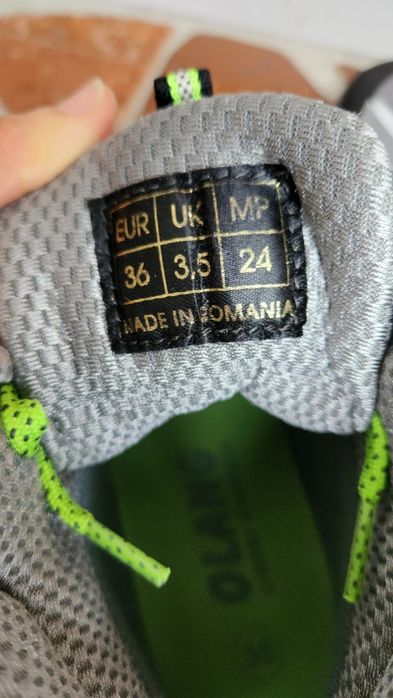 EUR UK MP
36 3,5 24
MADE IN ROMANIA
OLANG